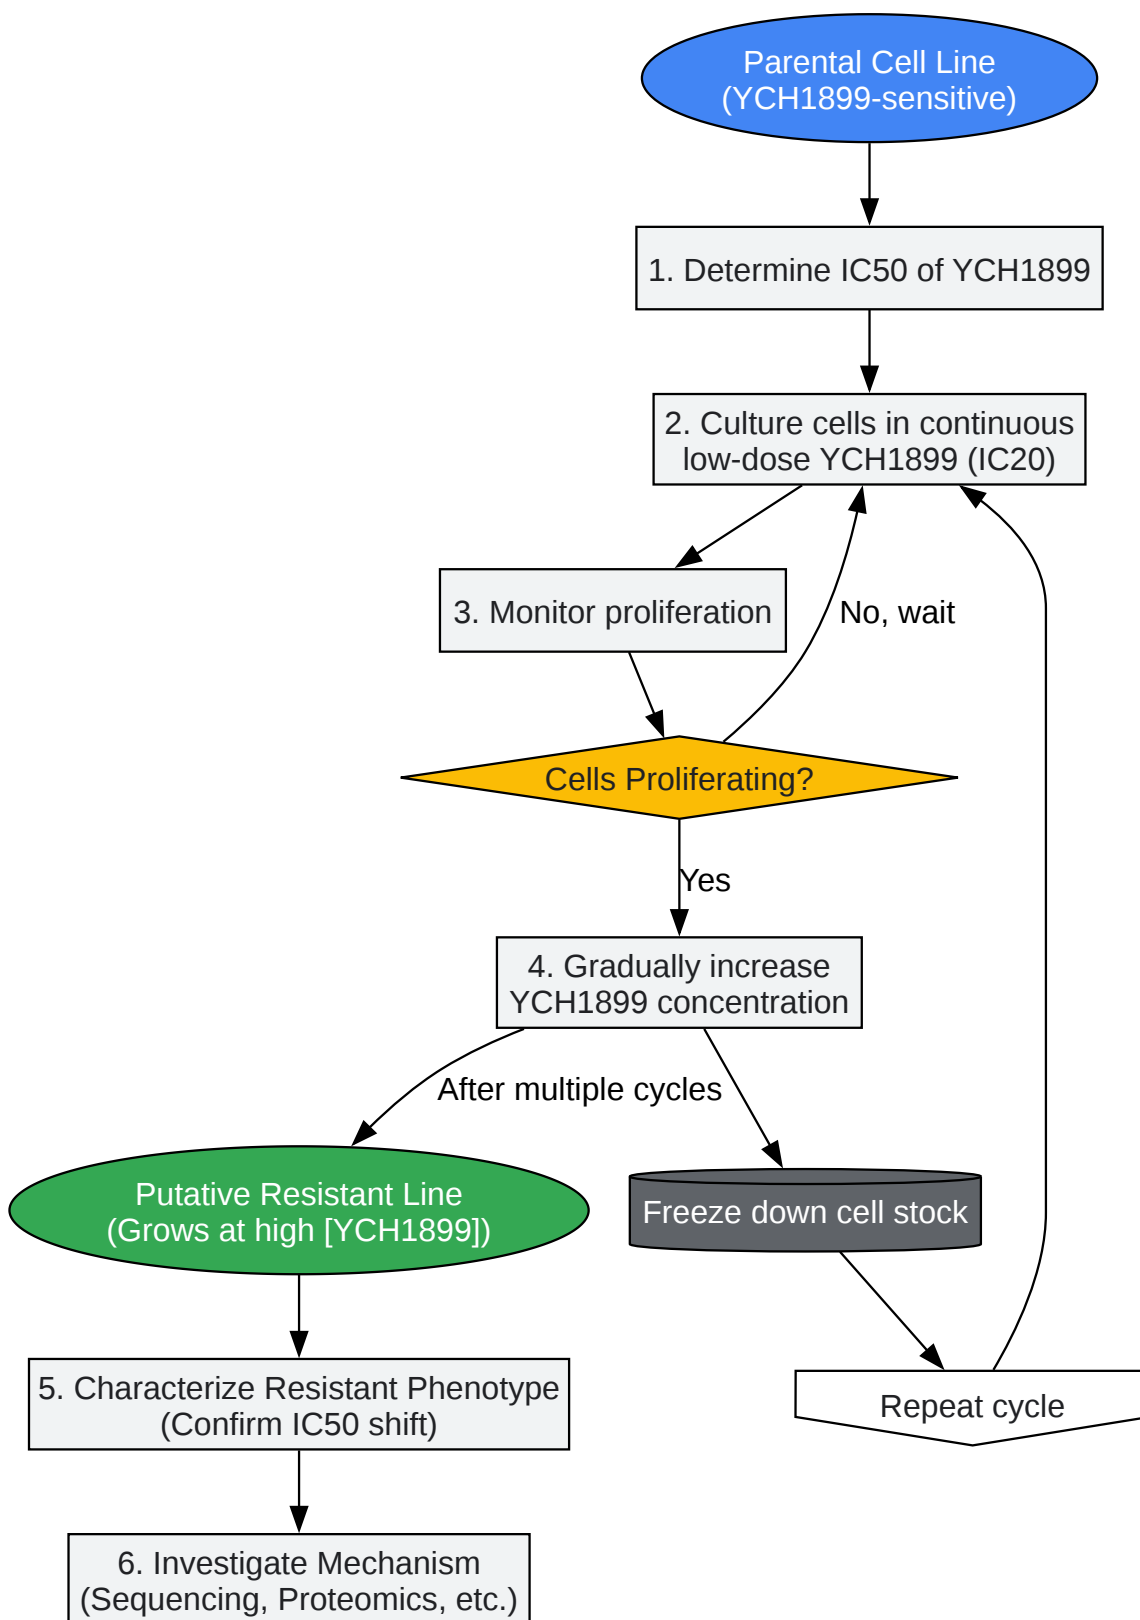 Parental Cell Line
(YCH1899-sensitive)
1. Determine IC50 of YCH1899
2. Culture cells in continuous
low-dose YCH1899 (IC20)
3. Monitor proliferation
No, wait
Cells Proliferating?
Yes
4. Gradually increase
YCH1899 concentration
After multiple cycles
Putative Resistant Line
(Grows at high [YCH1899])
Freeze down cell stock
5. Characterize Resistant Phenotype
(Confirm IC50 shift)
Repeat cycle
6. Investigate Mechanism
(Sequencing, Proteomics, etc.)